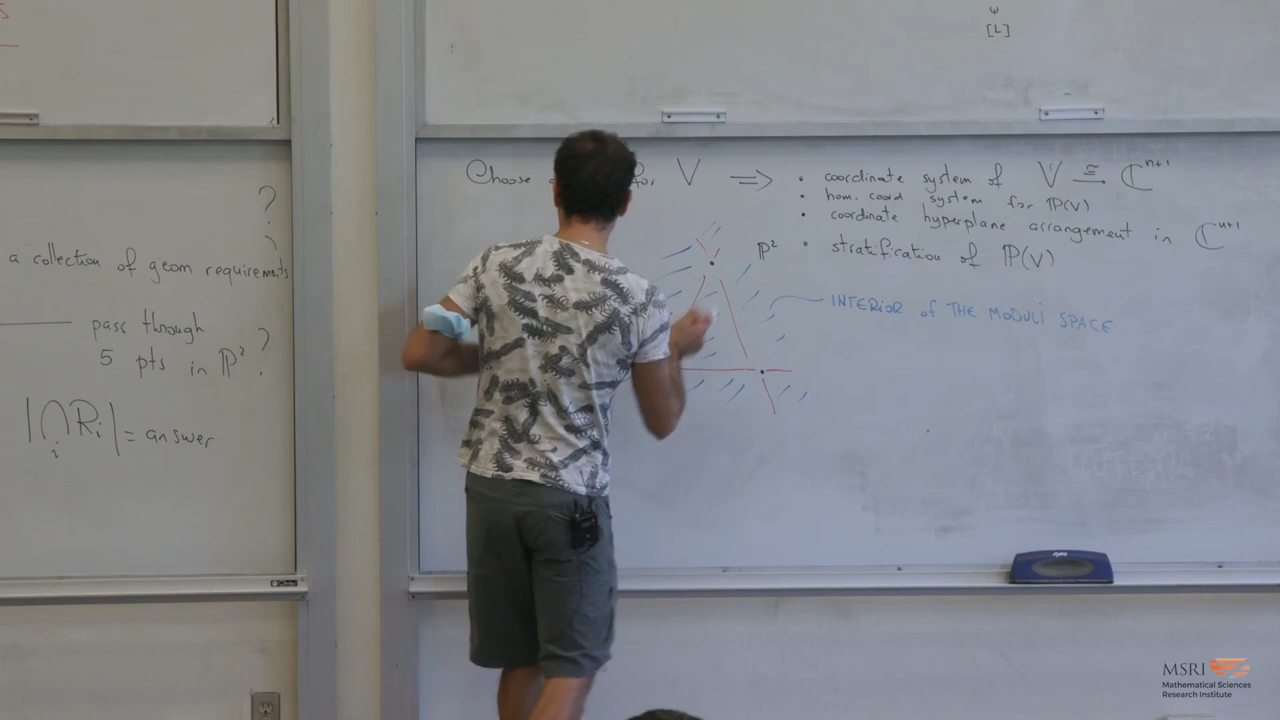 ?
a collection of geom requirements
pass through
5 pts in ℙ² ?
|⋂ᵢ Rᵢ| = answer
[L]
Choose for V ⟹
• coordinate system of V ≅ ℂⁿ⁺¹
• hom. coord system for ℙ(V)
• coordinate hyperplane arrangement in ℂⁿ⁺¹
• stratification of ℙ(V)
ℙ²
INTERIOR of THE MODULI SPACE
MSRI
Mathematical Sciences
Research Institute